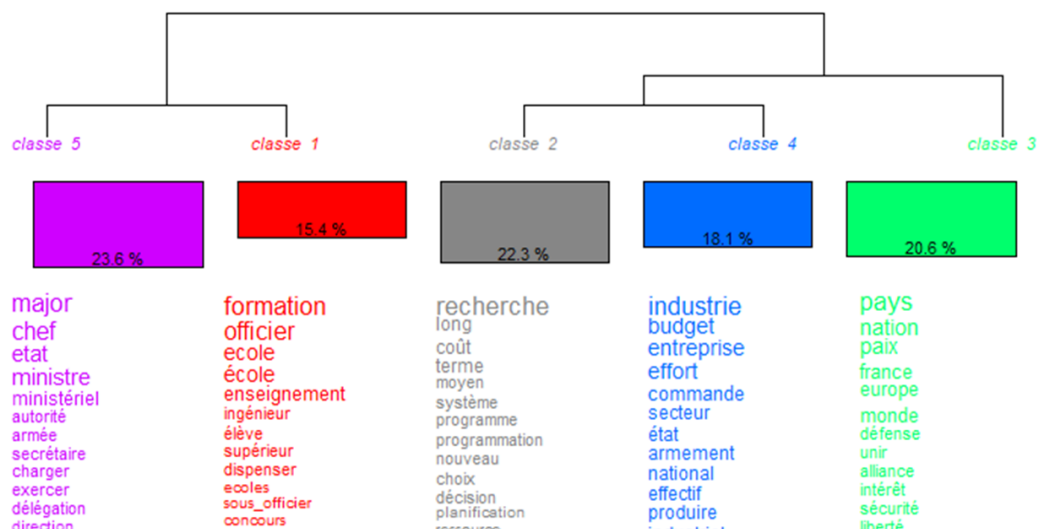 classe 5
classe 1
classe 2
classe 4
classe 3
23.6 %
15.4 %
22.3 %
18.1 %
20.6 %
major
chef
etat
ministre
ministériel
autorité
armée
secrétaire
charger
exercer
délégation
direction
formation
officier
ecole
école
enseignement
ingénieur
élève
supérieur
dispenser
ecoles
sous_officier
concours
recherche
long
coût
terme
moyen
système
programme
programmation
nouveau
choix
décision
planification
industrie
budget
entreprise
effort
commande
secteur
état
armement
national
effectif
produire
pays
nation
paix
france
europe
monde
défense
unir
alliance
intérêt
sécurité
liberté